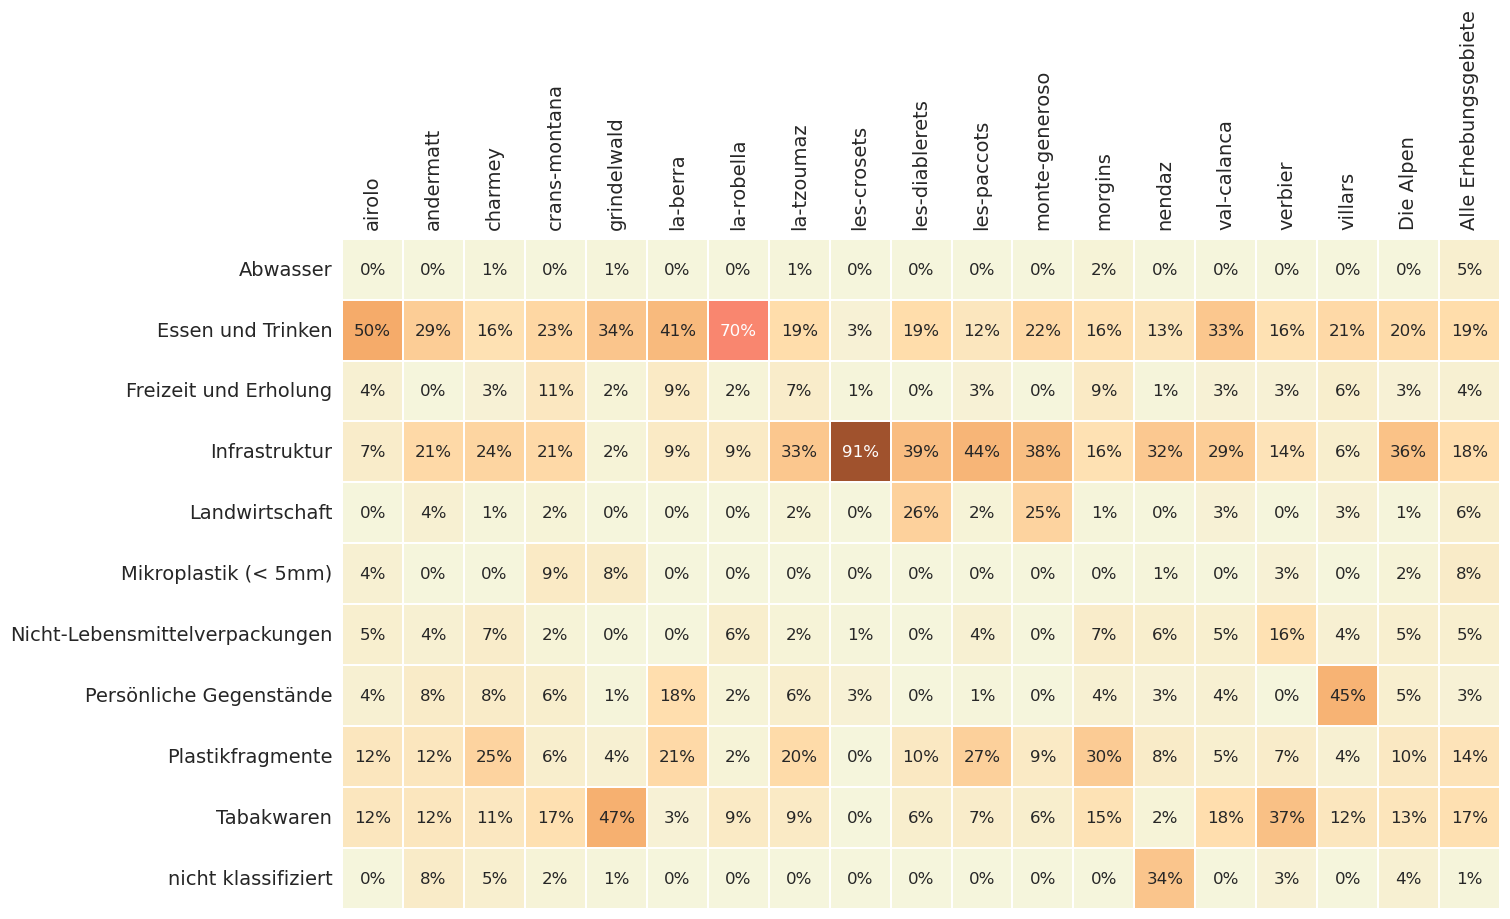 airolo andermatt charmey crans-montana grindelwald la-berra la-robella la-tzoumaz les-crosets les-diablerets les-paccots monte-generoso morgins nendaz val-calanca verbier villars Die Alpen Alle Erhebungsgebiete
Abwasser 0% 0% 1% 0% 1% 0% 0% 1% 0% 0% 0% 0% 2% 0% 0% 0% 0% 0% 5%
Essen und Trinken 50% 29% 16% 23% 34% 41% 70% 19% 3% 19% 12% 22% 16% 13% 33% 16% 21% 20% 19%
Freizeit und Erholung 4% 0% 3% 11% 2% 9% 2% 7% 1% 0% 3% 0% 9% 1% 3% 3% 6% 3% 4%
Infrastruktur 7% 21% 24% 21% 2% 9% 9% 33% 91% 39% 44% 38% 16% 32% 29% 14% 6% 36% 18%
Landwirtschaft 0% 4% 1% 2% 0% 0% 0% 2% 0% 26% 2% 25% 1% 0% 3% 0% 3% 1% 6%
Mikroplastik (< 5mm) 4% 0% 0% 9% 8% 0% 0% 0% 0% 0% 0% 0% 0% 1% 0% 3% 0% 2% 8%
Nicht-Lebensmittelverpackungen 5% 4% 7% 2% 0% 0% 6% 2% 1% 0% 4% 0% 7% 6% 5% 16% 4% 5% 5%
Persönliche Gegenstände 4% 8% 8% 6% 1% 18% 2% 6% 3% 0% 1% 0% 4% 3% 4% 0% 45% 5% 3%
Plastikfragmente 12% 12% 25% 6% 4% 21% 2% 20% 0% 10% 27% 9% 30% 8% 5% 7% 4% 10% 14%
Tabakwaren 12% 12% 11% 17% 47% 3% 9% 9% 0% 6% 7% 6% 15% 2% 18% 37% 12% 13% 17%
nicht klassifiziert 0% 8% 5% 2% 1% 0% 0% 0% 0% 0% 0% 0% 0% 34% 0% 3% 0% 4% 1%